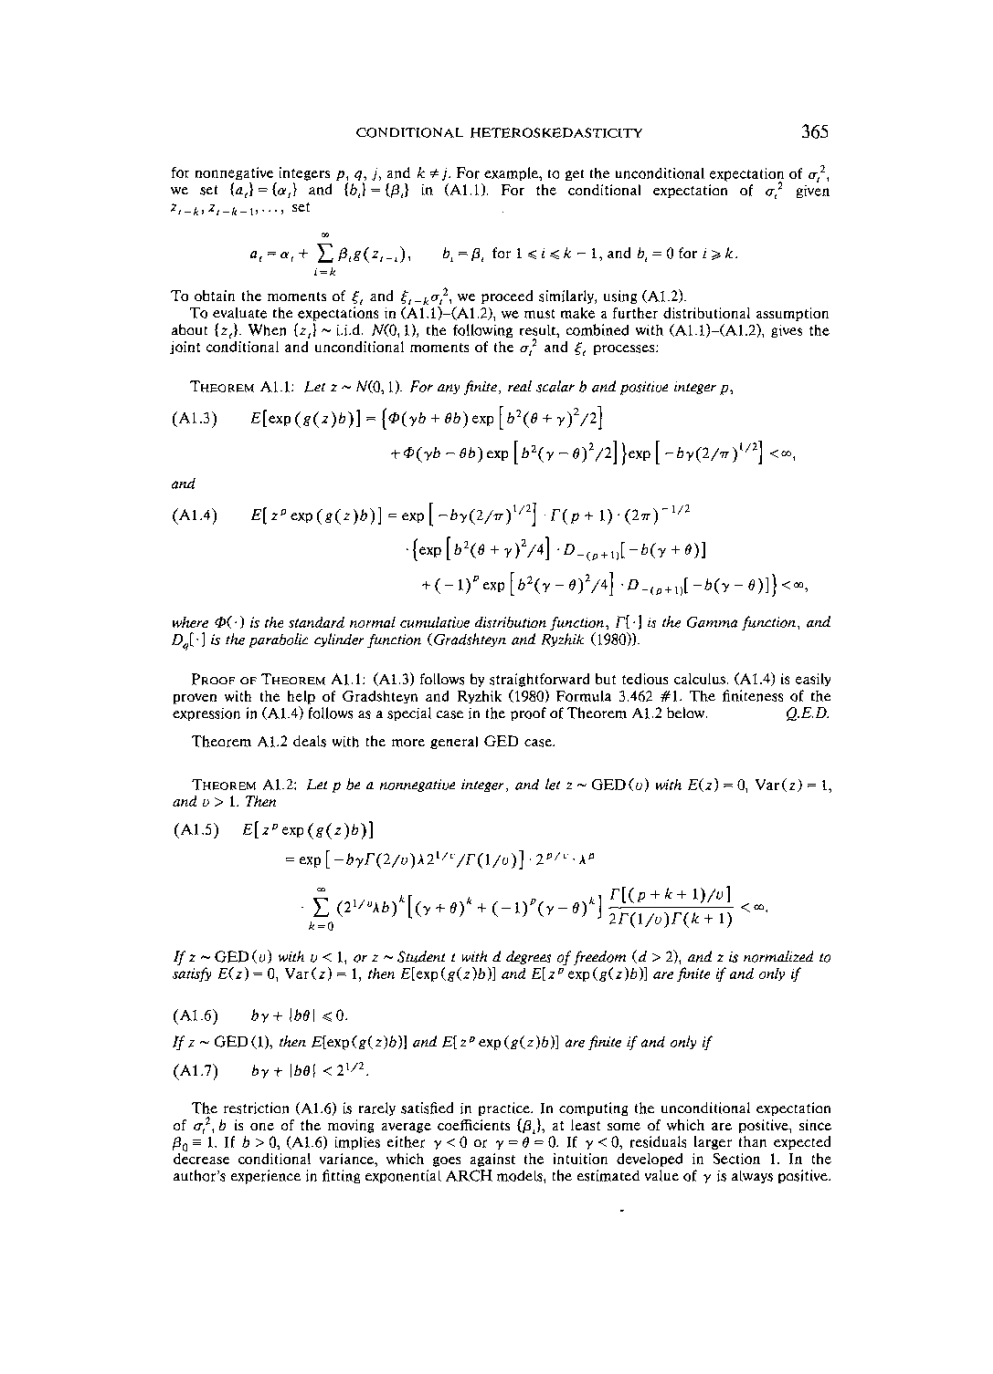 CONDITIONAL HETEROSKEDASTICITY 365
for nonnegative integers p, q, j, and k ≠ j. For example, to get the unconditional expectation of σ_t^2,
we set {a_t} = {α_t} and {b_i} = {β_i} in (A1.1). For the conditional expectation of σ_t^2 given
z_{t-k}, z_{t-k-1}, ..., set
a_t = α_t + Σ_{i=k}^{∞} β_i g(z_{t-i}), b_i = β_i for 1 ⩽ i ⩽ k − 1, and b_i = 0 for i ⩾ k.
To obtain the moments of ξ_t and ξ_{t-k}σ_t^2, we proceed similarly, using (A1.2).
To evaluate the expectations in (A1.1)–(A1.2), we must make a further distributional assumption
about {z_t}. When {z_t} ~ i.i.d. N(0, 1), the following result, combined with (A1.1)–(A1.2), gives the
joint conditional and unconditional moments of the σ_t^2 and ξ_t processes:
THEOREM A1.1: Let z ~ N(0, 1). For any finite, real scalar b and positive integer p,
(A1.3) E[exp(g(z)b)] = {Φ(γb + θb) exp[b^2(θ + γ)^2/2]
+ Φ(γb − θb) exp[b^2(γ − θ)^2/2]}exp[−bγ(2/π)^{1/2}] < ∞,
and
(A1.4) E[z^p exp(g(z)b)] = exp[−bγ(2/π)^{1/2}] · Γ(p + 1) · (2π)^{−1/2}
·{exp[b^2(θ + γ)^2/4] · D_{−(p+1)}[−b(γ + θ)]
+ (−1)^p exp[b^2(γ − θ)^2/4] · D_{−(p+1)}[−b(γ − θ)]} < ∞,
where Φ(·) is the standard normal cumulative distribution function, Γ[·] is the Gamma function, and
D_q[·] is the parabolic cylinder function (Gradshteyn and Ryzhik (1980)).
PROOF OF THEOREM A1.1: (A1.3) follows by straightforward but tedious calculus. (A1.4) is easily
proven with the help of Gradshteyn and Ryzhik (1980) Formula 3.462 #1. The finiteness of the
expression in (A1.4) follows as a special case in the proof of Theorem A1.2 below. Q.E.D.
Theorem A1.2 deals with the more general GED case.
THEOREM A1.2: Let p be a nonnegative integer, and let z ~ GED(υ) with E(z) = 0, Var(z) = 1,
and υ > 1. Then
(A1.5) E[z^p exp(g(z)b)]
= exp[−bγΓ(2/υ)λ2^{1/υ}/Γ(1/υ)] · 2^{p/υ} · λ^p
· Σ_{k=0}^{∞} (2^{1/υ}λb)^k[(γ + θ)^k + (−1)^p(γ − θ)^k] Γ[(p + k + 1)/υ] / 2Γ(1/υ)Γ(k + 1) < ∞.
If z ~ GED(υ) with υ < 1, or z ~ Student t with d degrees of freedom (d > 2), and z is normalized to
satisfy E(z) = 0, Var(z) = 1, then E[exp(g(z)b)] and E[z^p exp(g(z)b)] are finite if and only if
(A1.6) bγ + |bθ| ⩽ 0.
If z ~ GED(1), then E[exp(g(z)b)] and E[z^p exp(g(z)b)] are finite if and only if
(A1.7) bγ + |bθ| < 2^{1/2}.
The restriction (A1.6) is rarely satisfied in practice. In computing the unconditional expectation
of σ_t^2, b is one of the moving average coefficients {β_i}, at least some of which are positive, since
β_0 ≡ 1. If b > 0, (A1.6) implies either γ < 0 or γ = θ = 0. If γ < 0, residuals larger than expected
decrease conditional variance, which goes against the intuition developed in Section 1. In the
author's experience in fitting exponential ARCH models, the estimated value of γ is always positive.